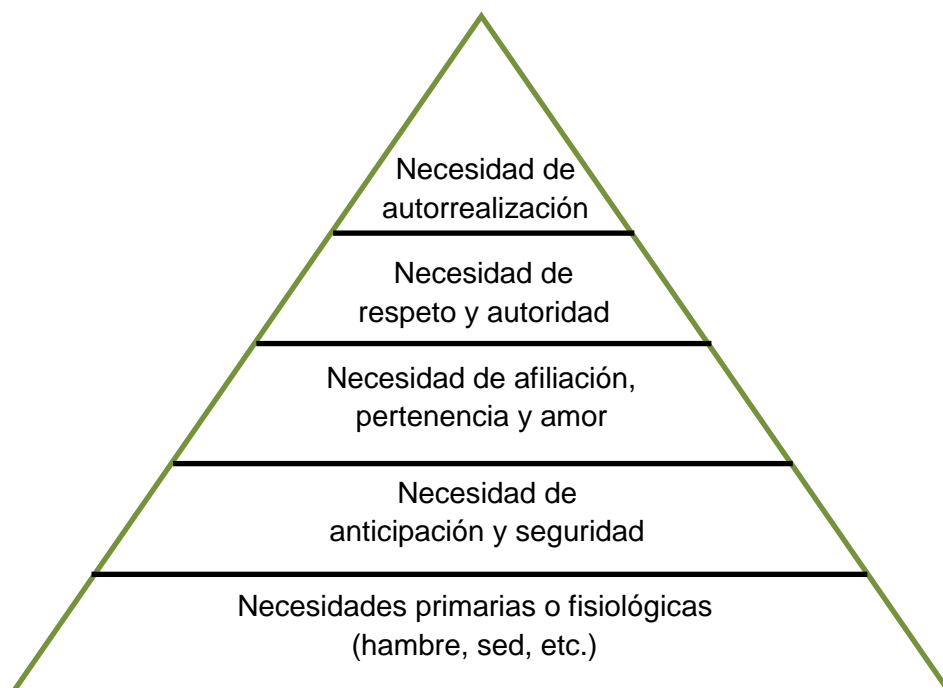 Necesidad de
autorrealización
Necesidad de
respeto y autoridad
Necesidad de afiliación,
pertenencia y amor
Necesidad de
anticipación y seguridad
Necesidades primarias o fisiológicas
(hambre, sed, etc.)